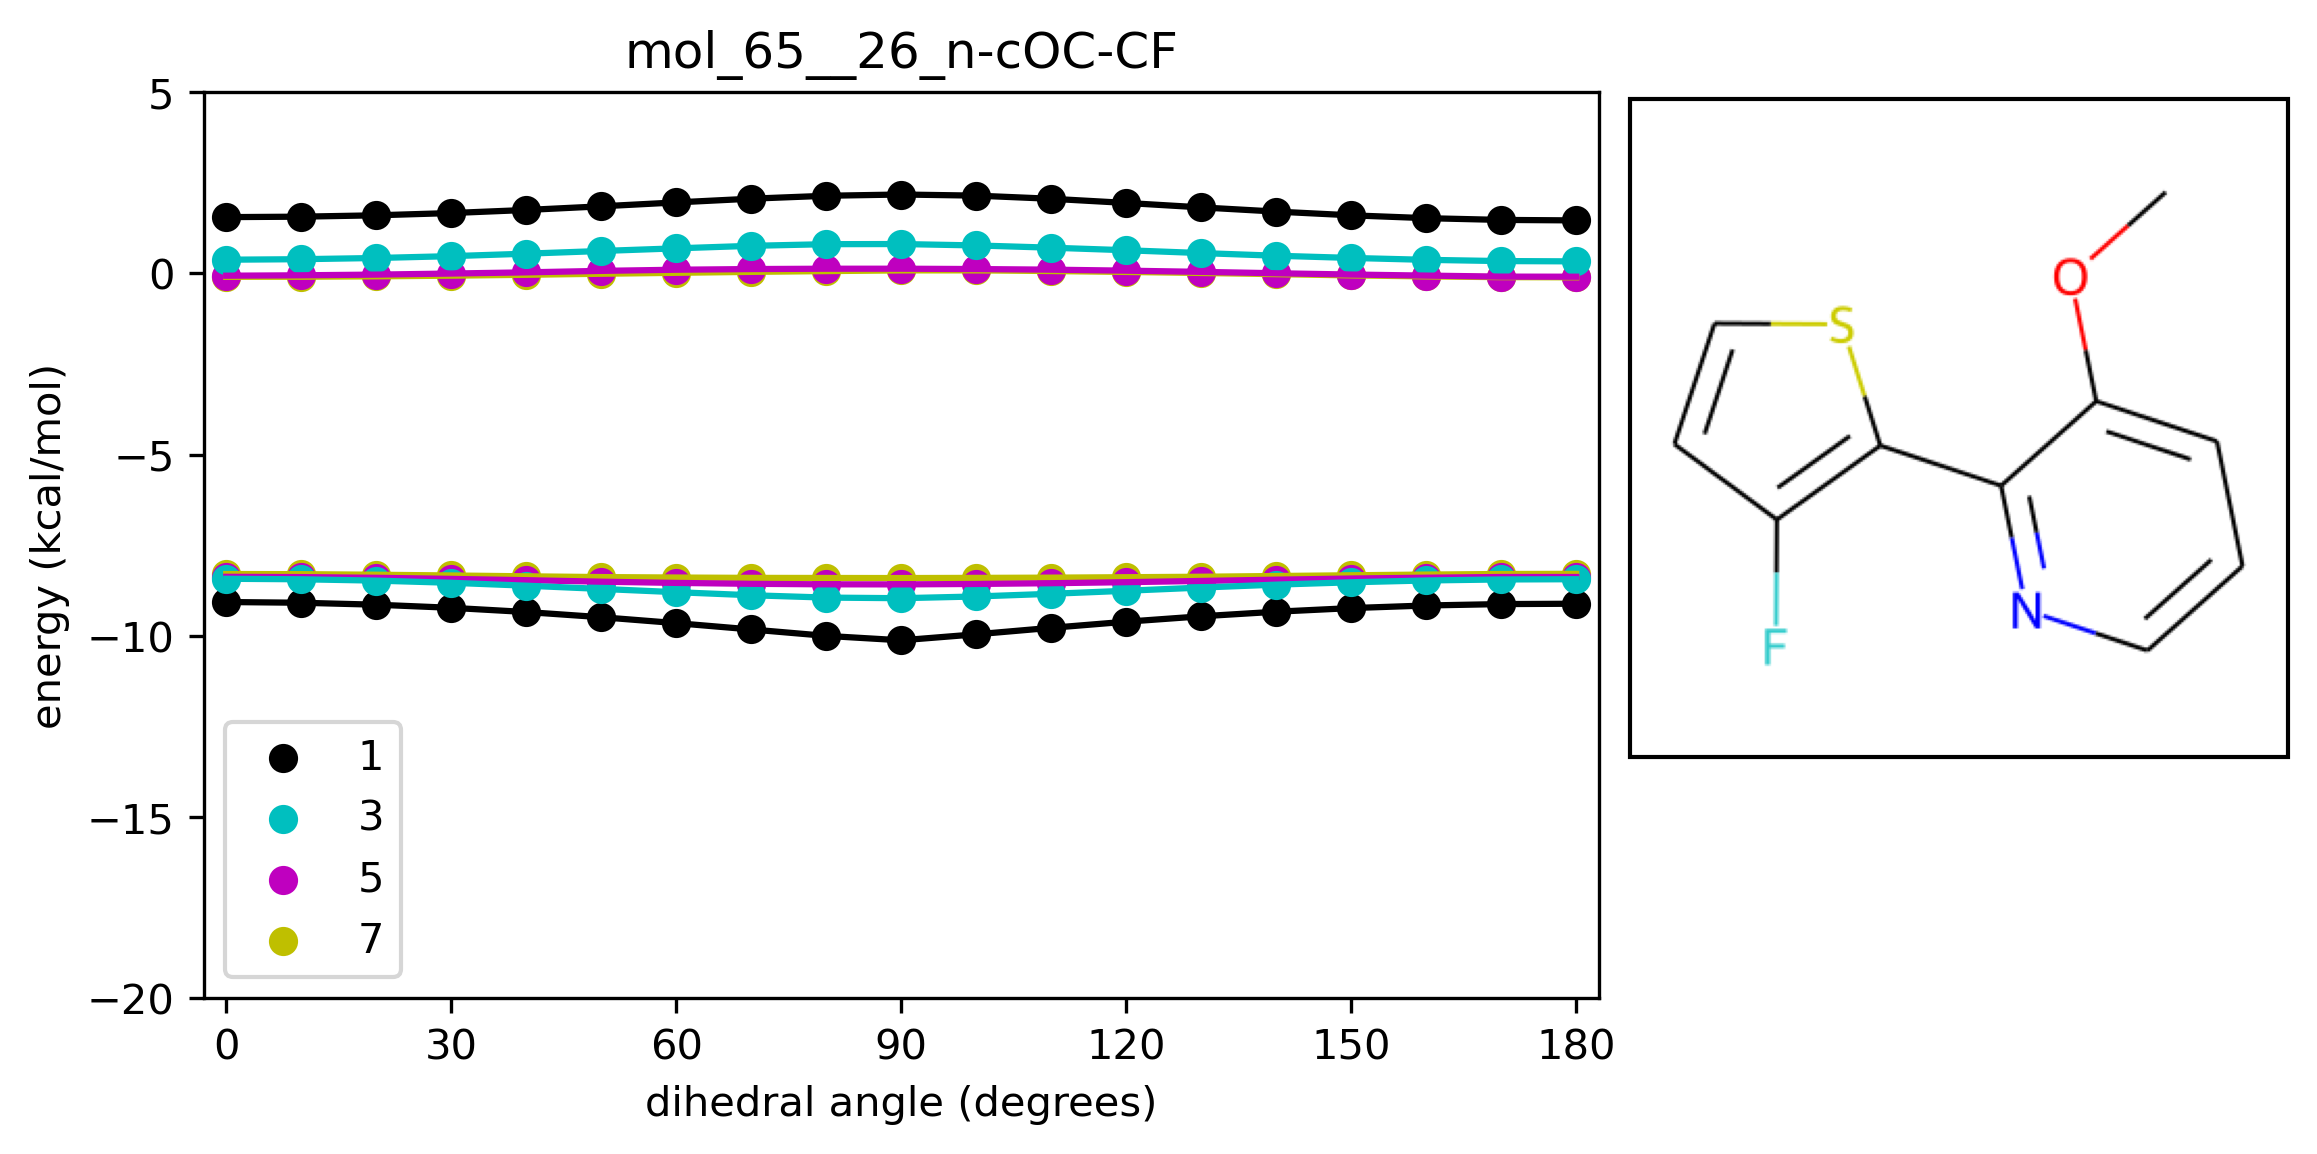 mol_65__26_n-cOC-CF
energy (kcal/mol)
5
0
−5
−10
−15
−20
0 30 60 90 120 150 180
dihedral angle (degrees)
1
3
5
7
O
S
N
F